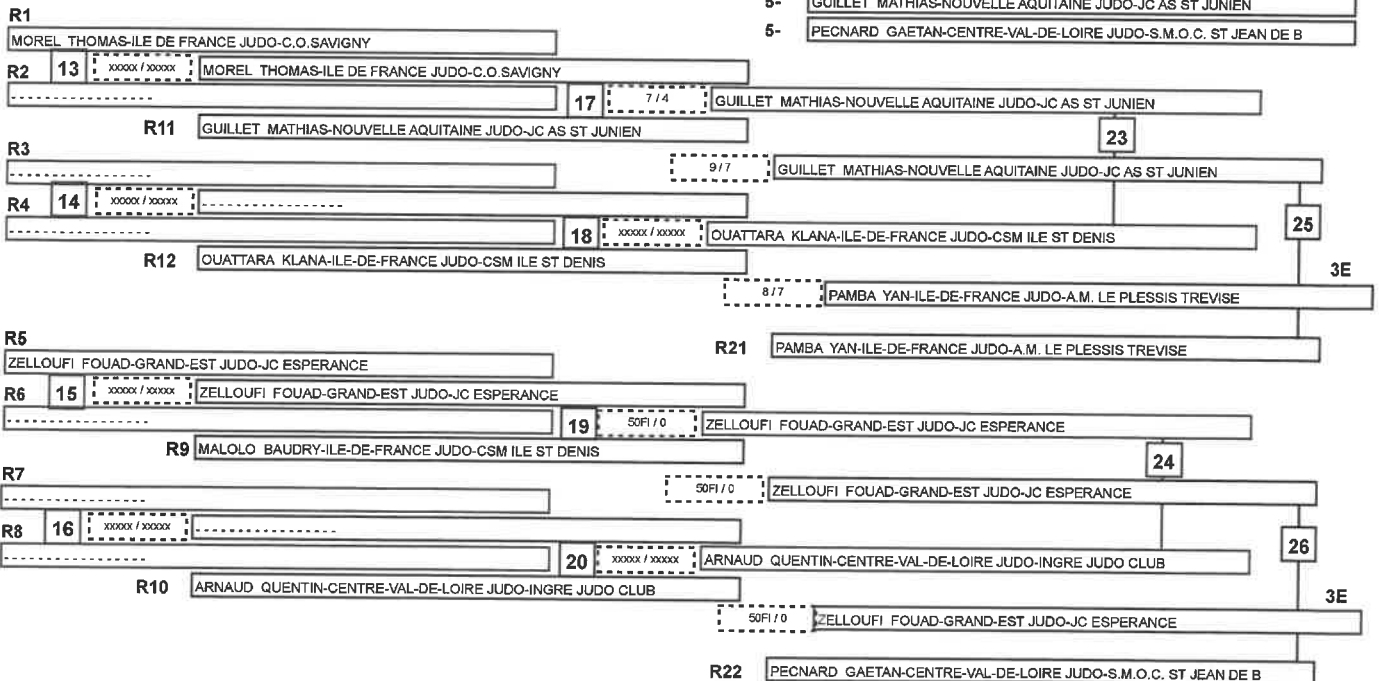 5- GUILLET MATHIAS-NOUVELLE AQUITAINE JUDO-JC AS ST JUNIEN
5- PECNARD GAETAN-CENTRE-VAL-DE-LOIRE JUDO-S.M.O.C. ST JEAN DE B
R1
MOREL THOMAS-ILE DE FRANCE JUDO-C.O.SAVIGNY
R2 13 xxxxx / xxxxx MOREL THOMAS-ILE DE FRANCE JUDO-C.O.SAVIGNY
---------------- 17 7 / 4 GUILLET MATHIAS-NOUVELLE AQUITAINE JUDO-JC AS ST JUNIEN
R11 GUILLET MATHIAS-NOUVELLE AQUITAINE JUDO-JC AS ST JUNIEN
23
R3
---------------- 9 / 7 GUILLET MATHIAS-NOUVELLE AQUITAINE JUDO-JC AS ST JUNIEN
R4 14 xxxxx / xxxxx ----------------
25
---------------- 18 xxxxx / xxxxx OUATTARA KLANA-ILE-DE-FRANCE JUDO-CSM ILE ST DENIS
R12 OUATTARA KLANA-ILE-DE-FRANCE JUDO-CSM ILE ST DENIS
3E
8 / 7 PAMBA YAN-ILE-DE-FRANCE JUDO-A.M. LE PLESSIS TREVISE
R21 PAMBA YAN-ILE-DE-FRANCE JUDO-A.M. LE PLESSIS TREVISE
R5
ZELLOUFI FOUAD-GRAND-EST JUDO-JC ESPERANCE
R6 15 xxxxx / xxxxx ZELLOUFI FOUAD-GRAND-EST JUDO-JC ESPERANCE
---------------- 19 50FI / 0 ZELLOUFI FOUAD-GRAND-EST JUDO-JC ESPERANCE
R9 MALOLO BAUDRY-ILE-DE-FRANCE JUDO-CSM ILE ST DENIS
24
R7
---------------- 50FI / 0 ZELLOUFI FOUAD-GRAND-EST JUDO-JC ESPERANCE
R8 16 xxxxx / xxxxx ----------------
26
---------------- 20 xxxxx / xxxxx ARNAUD QUENTIN-CENTRE-VAL-DE-LOIRE JUDO-INGRE JUDO CLUB
R10 ARNAUD QUENTIN-CENTRE-VAL-DE-LOIRE JUDO-INGRE JUDO CLUB
3E
50FI / 0 ZELLOUFI FOUAD-GRAND-EST JUDO-JC ESPERANCE
R22 PECNARD GAETAN-CENTRE-VAL-DE-LOIRE JUDO-S.M.O.C. ST JEAN DE B